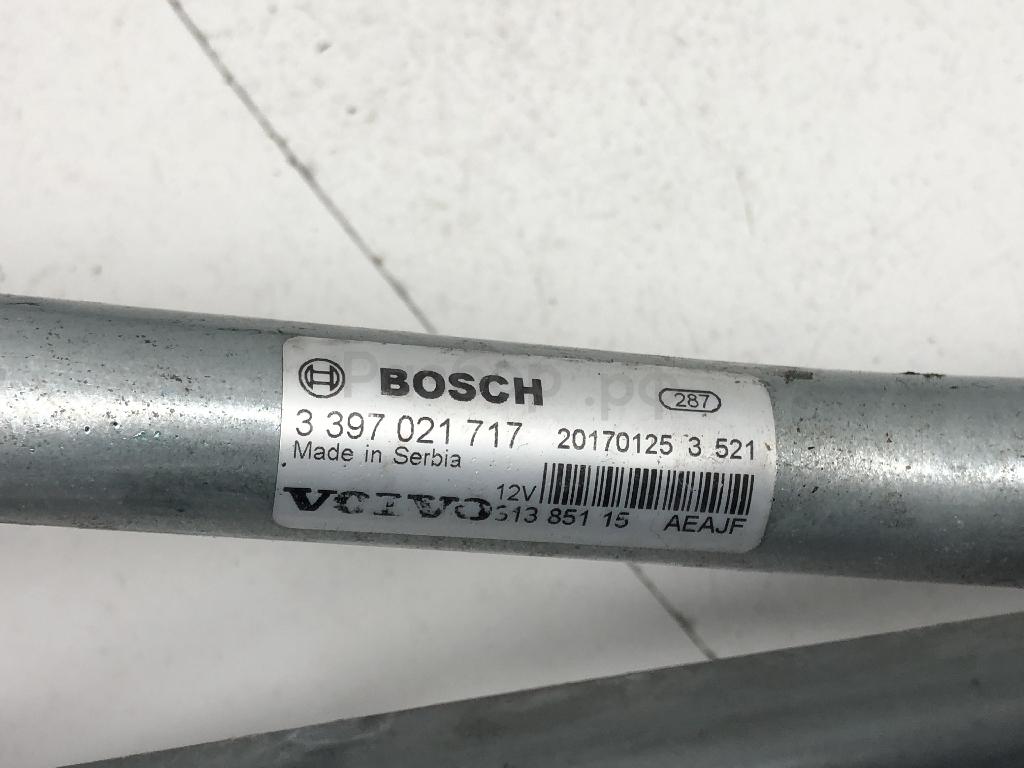 BOSCH 287
3 397 021 717 20170125 3 521
Made in Serbia
12V
VOLVO 313 851 15 AEAJF